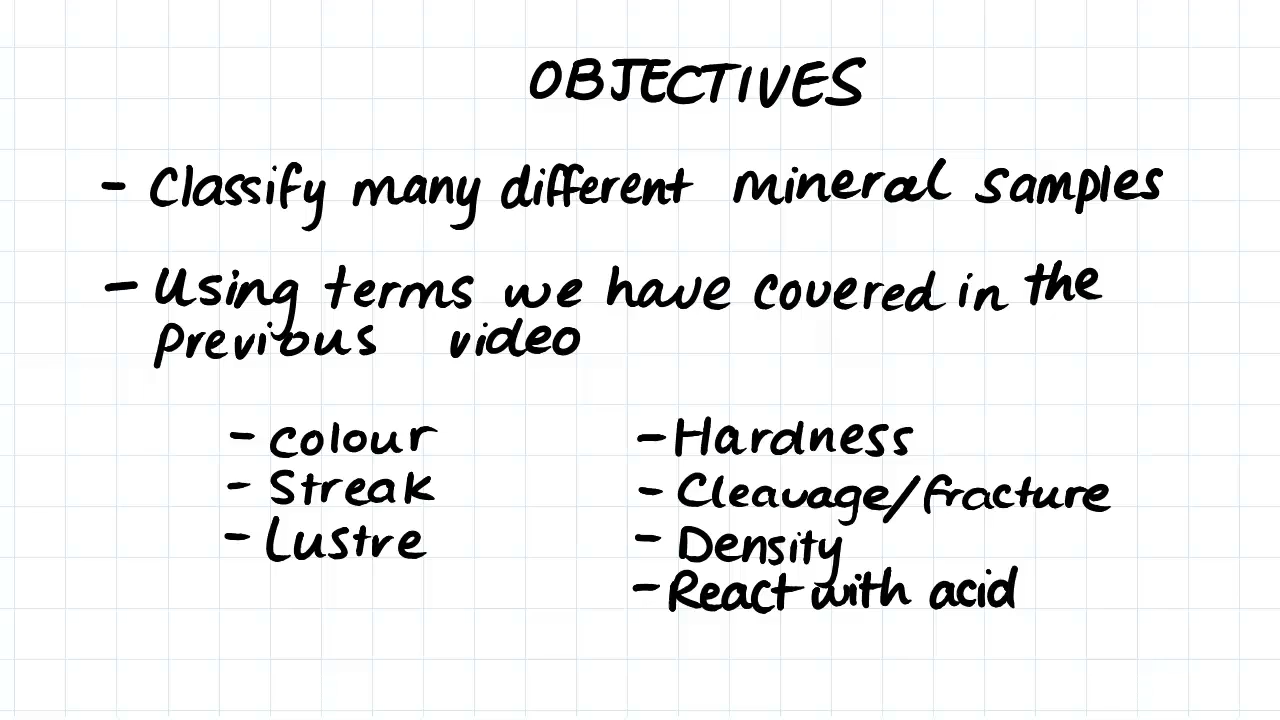 OBJECTIVES
- Classify many different mineral samples
- Using terms we have covered in the
previous video
- colour
- Streak
- Lustre
- Hardness
- Cleavage/fracture
- Density
- React with acid